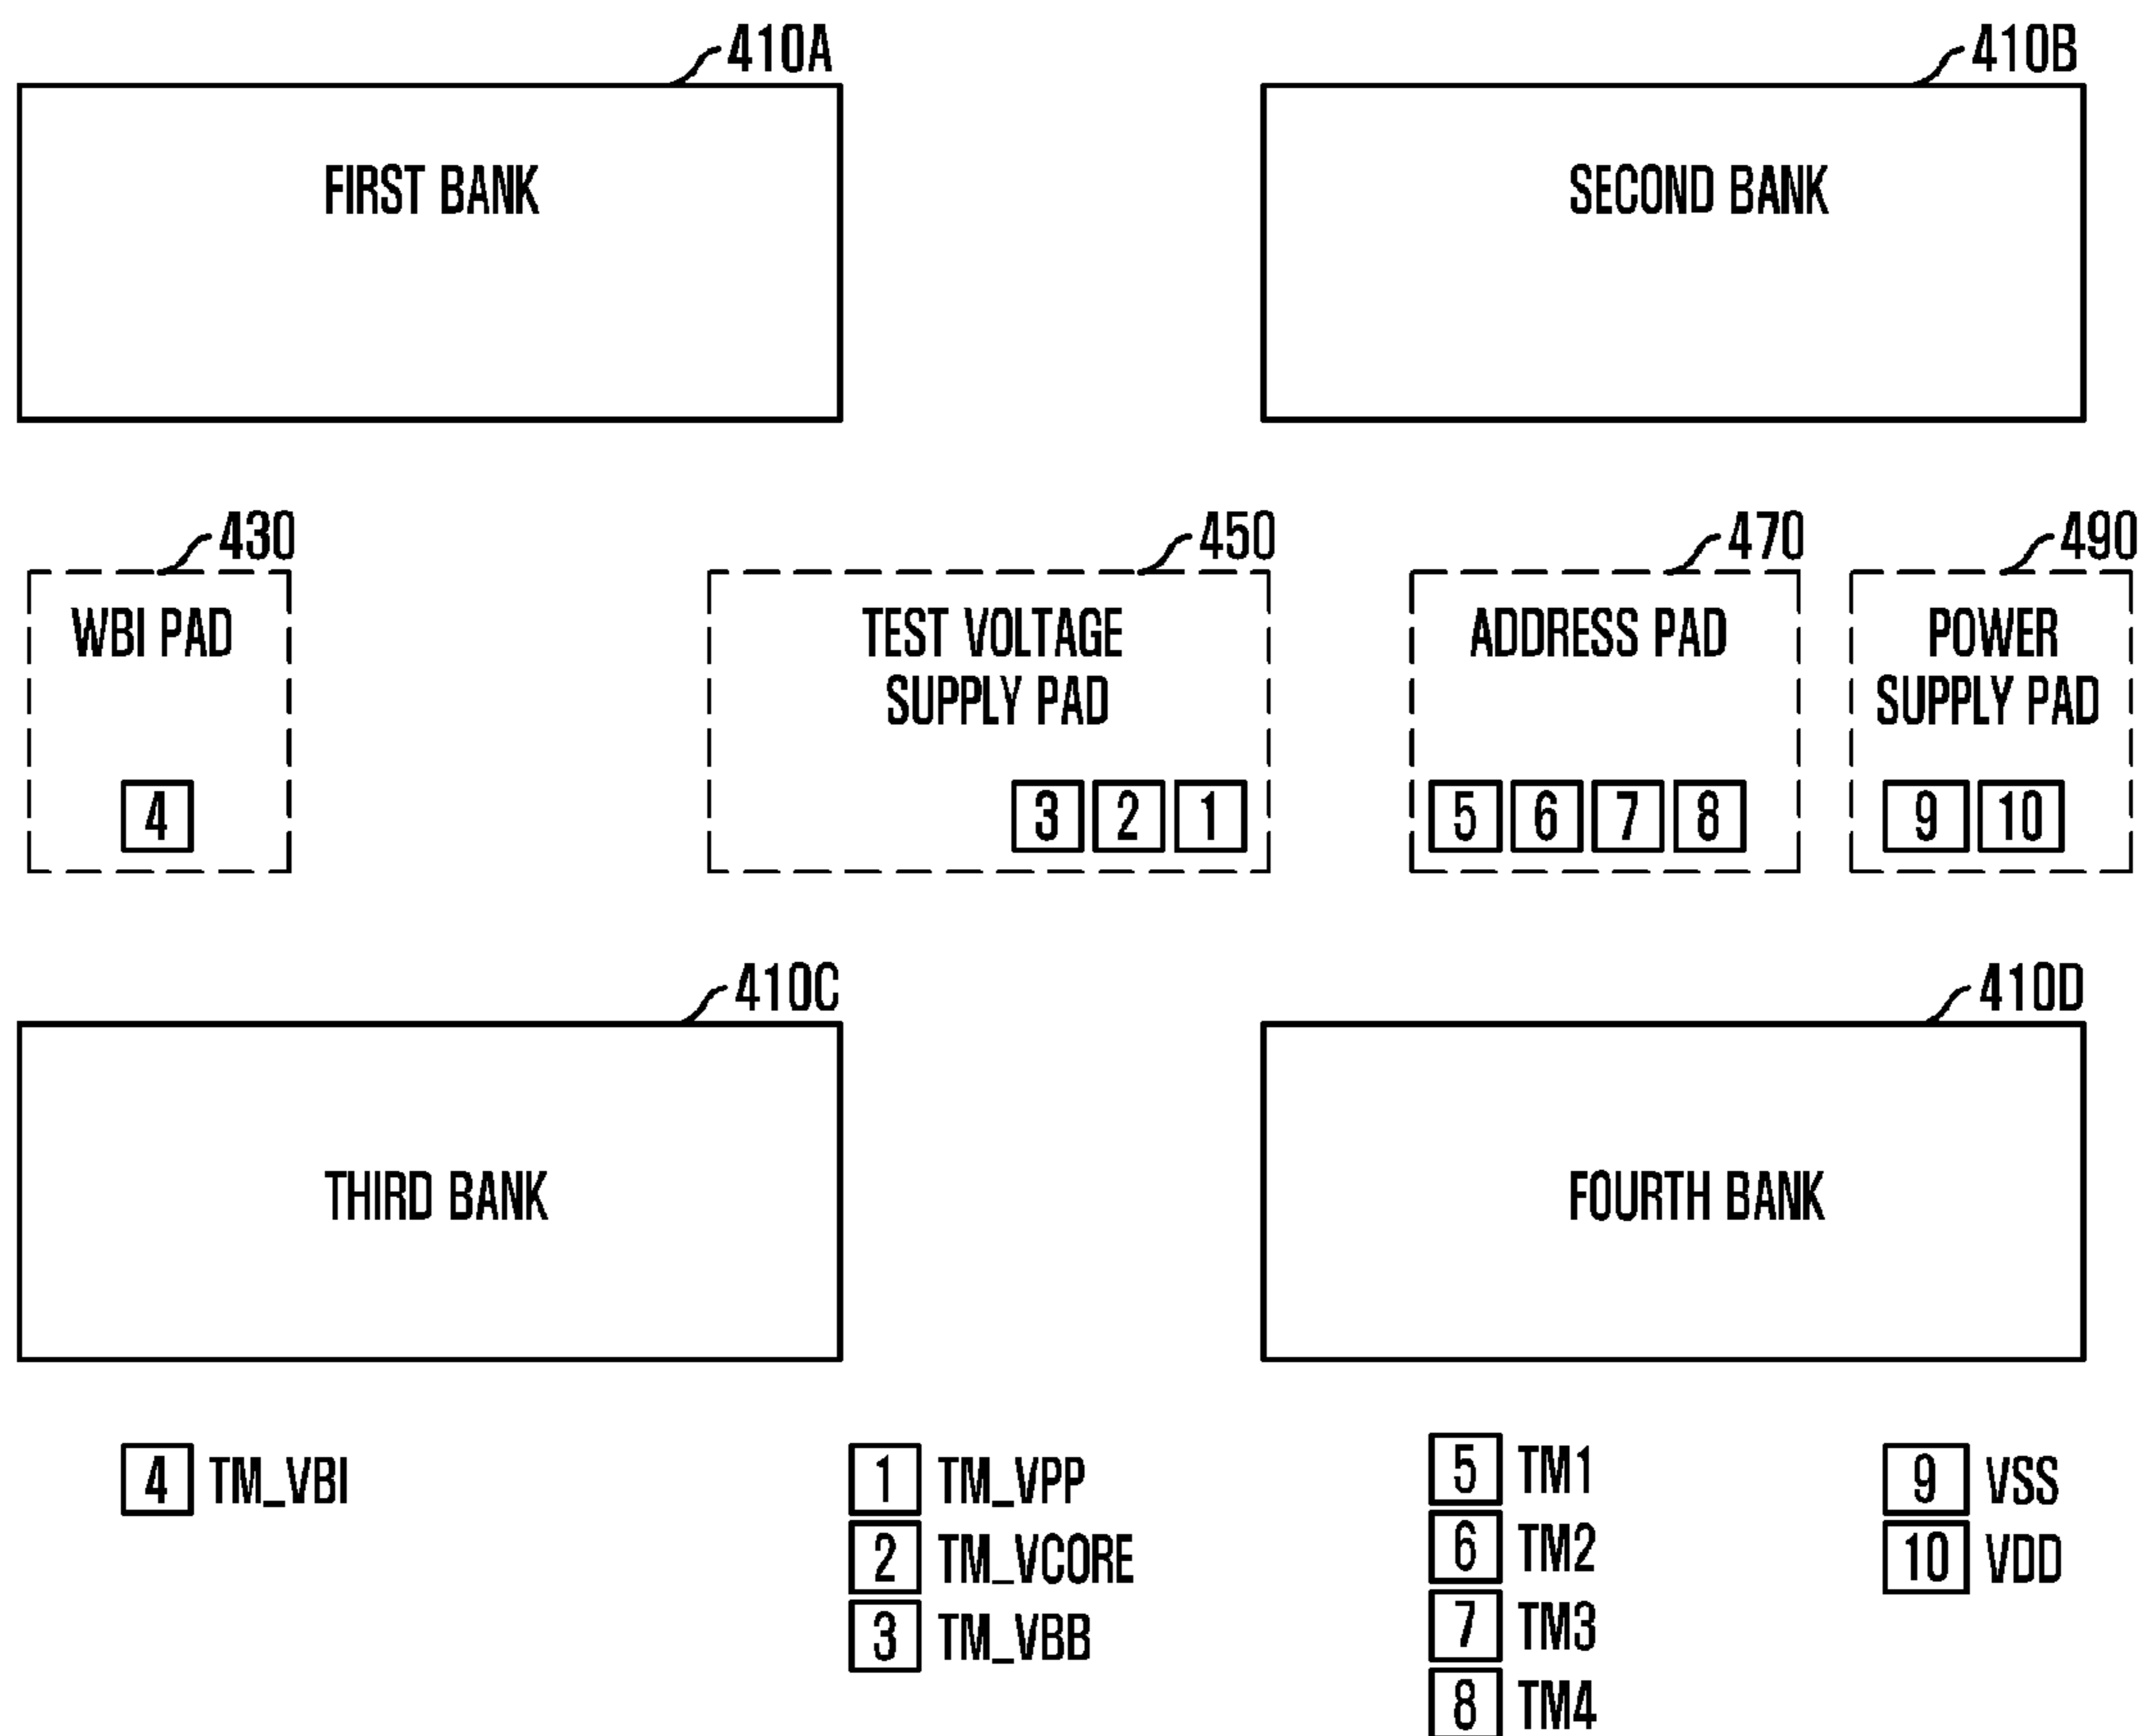 410A
410B
FIRST BANK
SECOND BANK
430
450
470
490
WBI PAD
TEST VOLTAGE
SUPPLY PAD
ADDRESS PAD
POWER
SUPPLY PAD
4
3 2 1
5 6 7 8
9 10
410C
410D
THIRD BANK
FOURTH BANK
4 TM_VBI
1 TM_VPP
2 TM_VCORE
3 TM_VBB
5 TM1
6 TM2
7 TM3
8 TM4
9 VSS
10 VDD